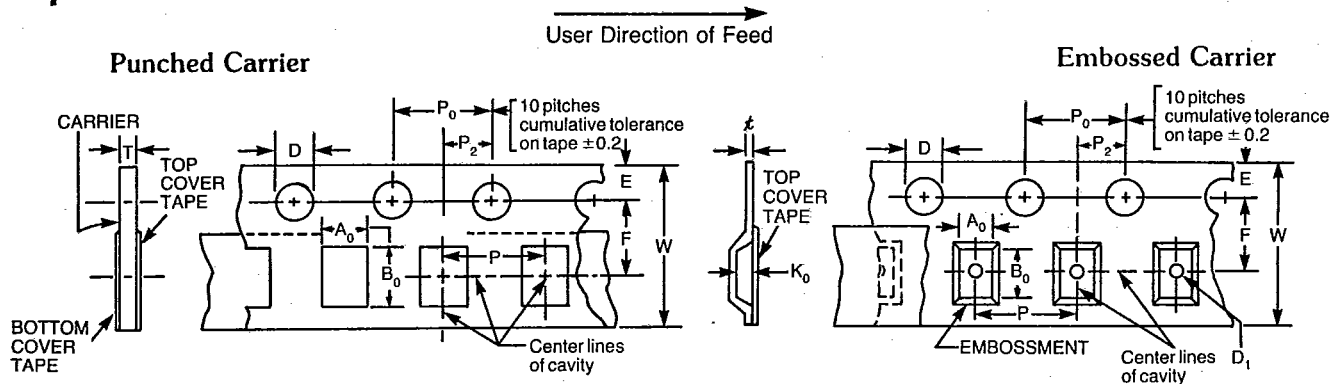 User Direction of Feed
Punched Carrier
CARRIER
T
TOP
COVER
TAPE
BOTTOM
COVER
TAPE
D
P₀
P₂
10 pitches
cumulative tolerance
on tape ±0.2
E
F
W
A₀
B₀
P
Center lines
of cavity
Embossed Carrier
t
TOP
COVER
TAPE
K₀
D
P₀
P₂
10 pitches
cumulative tolerance
on tape ±0.2
E
F
W
A₀
B₀
P
EMBOSSMENT
Center lines
of cavity
D₁